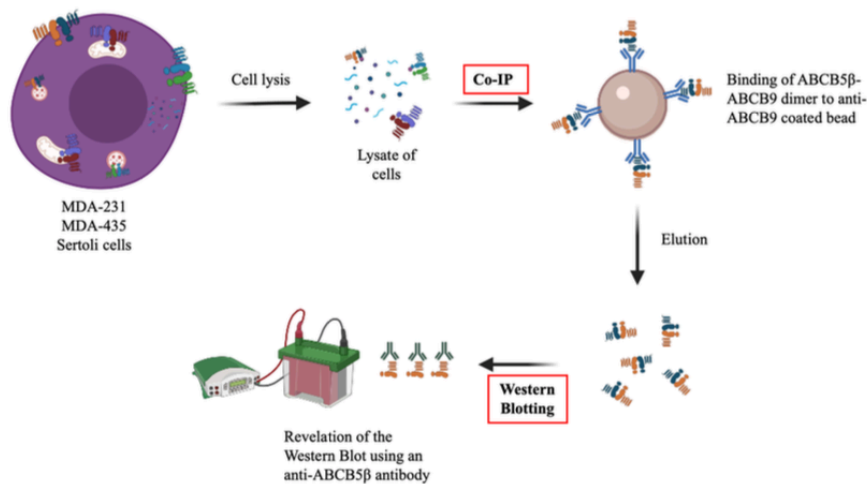 Cell lysis
Co-IP
Binding of ABCB5β-
ABCB9 dimer to anti-
ABCB9 coated bead
Lysate of
cells
MDA-231
MDA-435
Sertoli cells
Elution
Western
Blotting
Revelation of the
Western Blot using an
anti-ABCB5β antibody